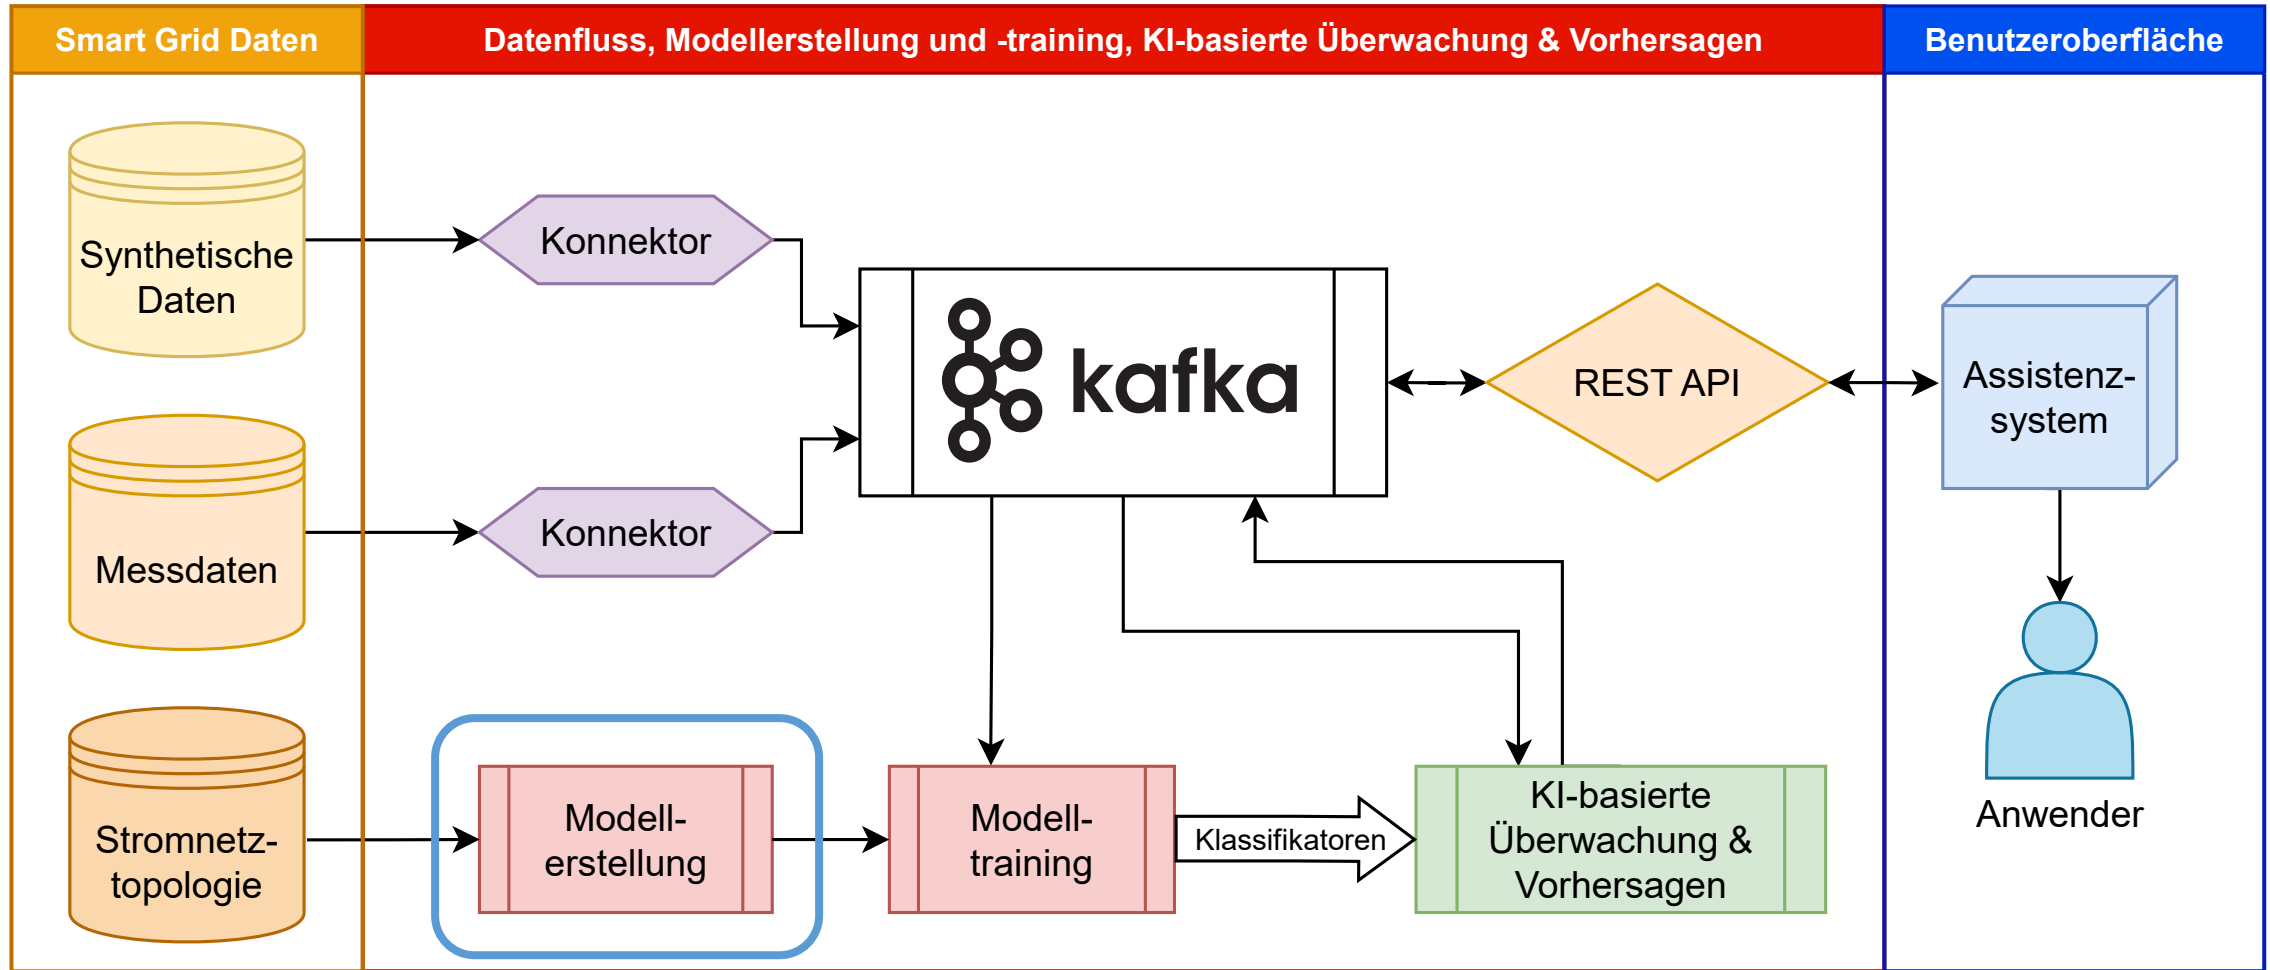 Smart Grid Daten
Datenfluss, Modellerstellung und -training, KI-basierte Überwachung & Vorhersagen
Benutzeroberfläche
Synthetische
Daten
Konnektor
kafka
REST API
Assistenz-
system
Messdaten
Konnektor
Stromnetz-
topologie
Modell-
erstellung
Modell-
training
Klassifikatoren
KI-basierte
Überwachung &
Vorhersagen
Anwender